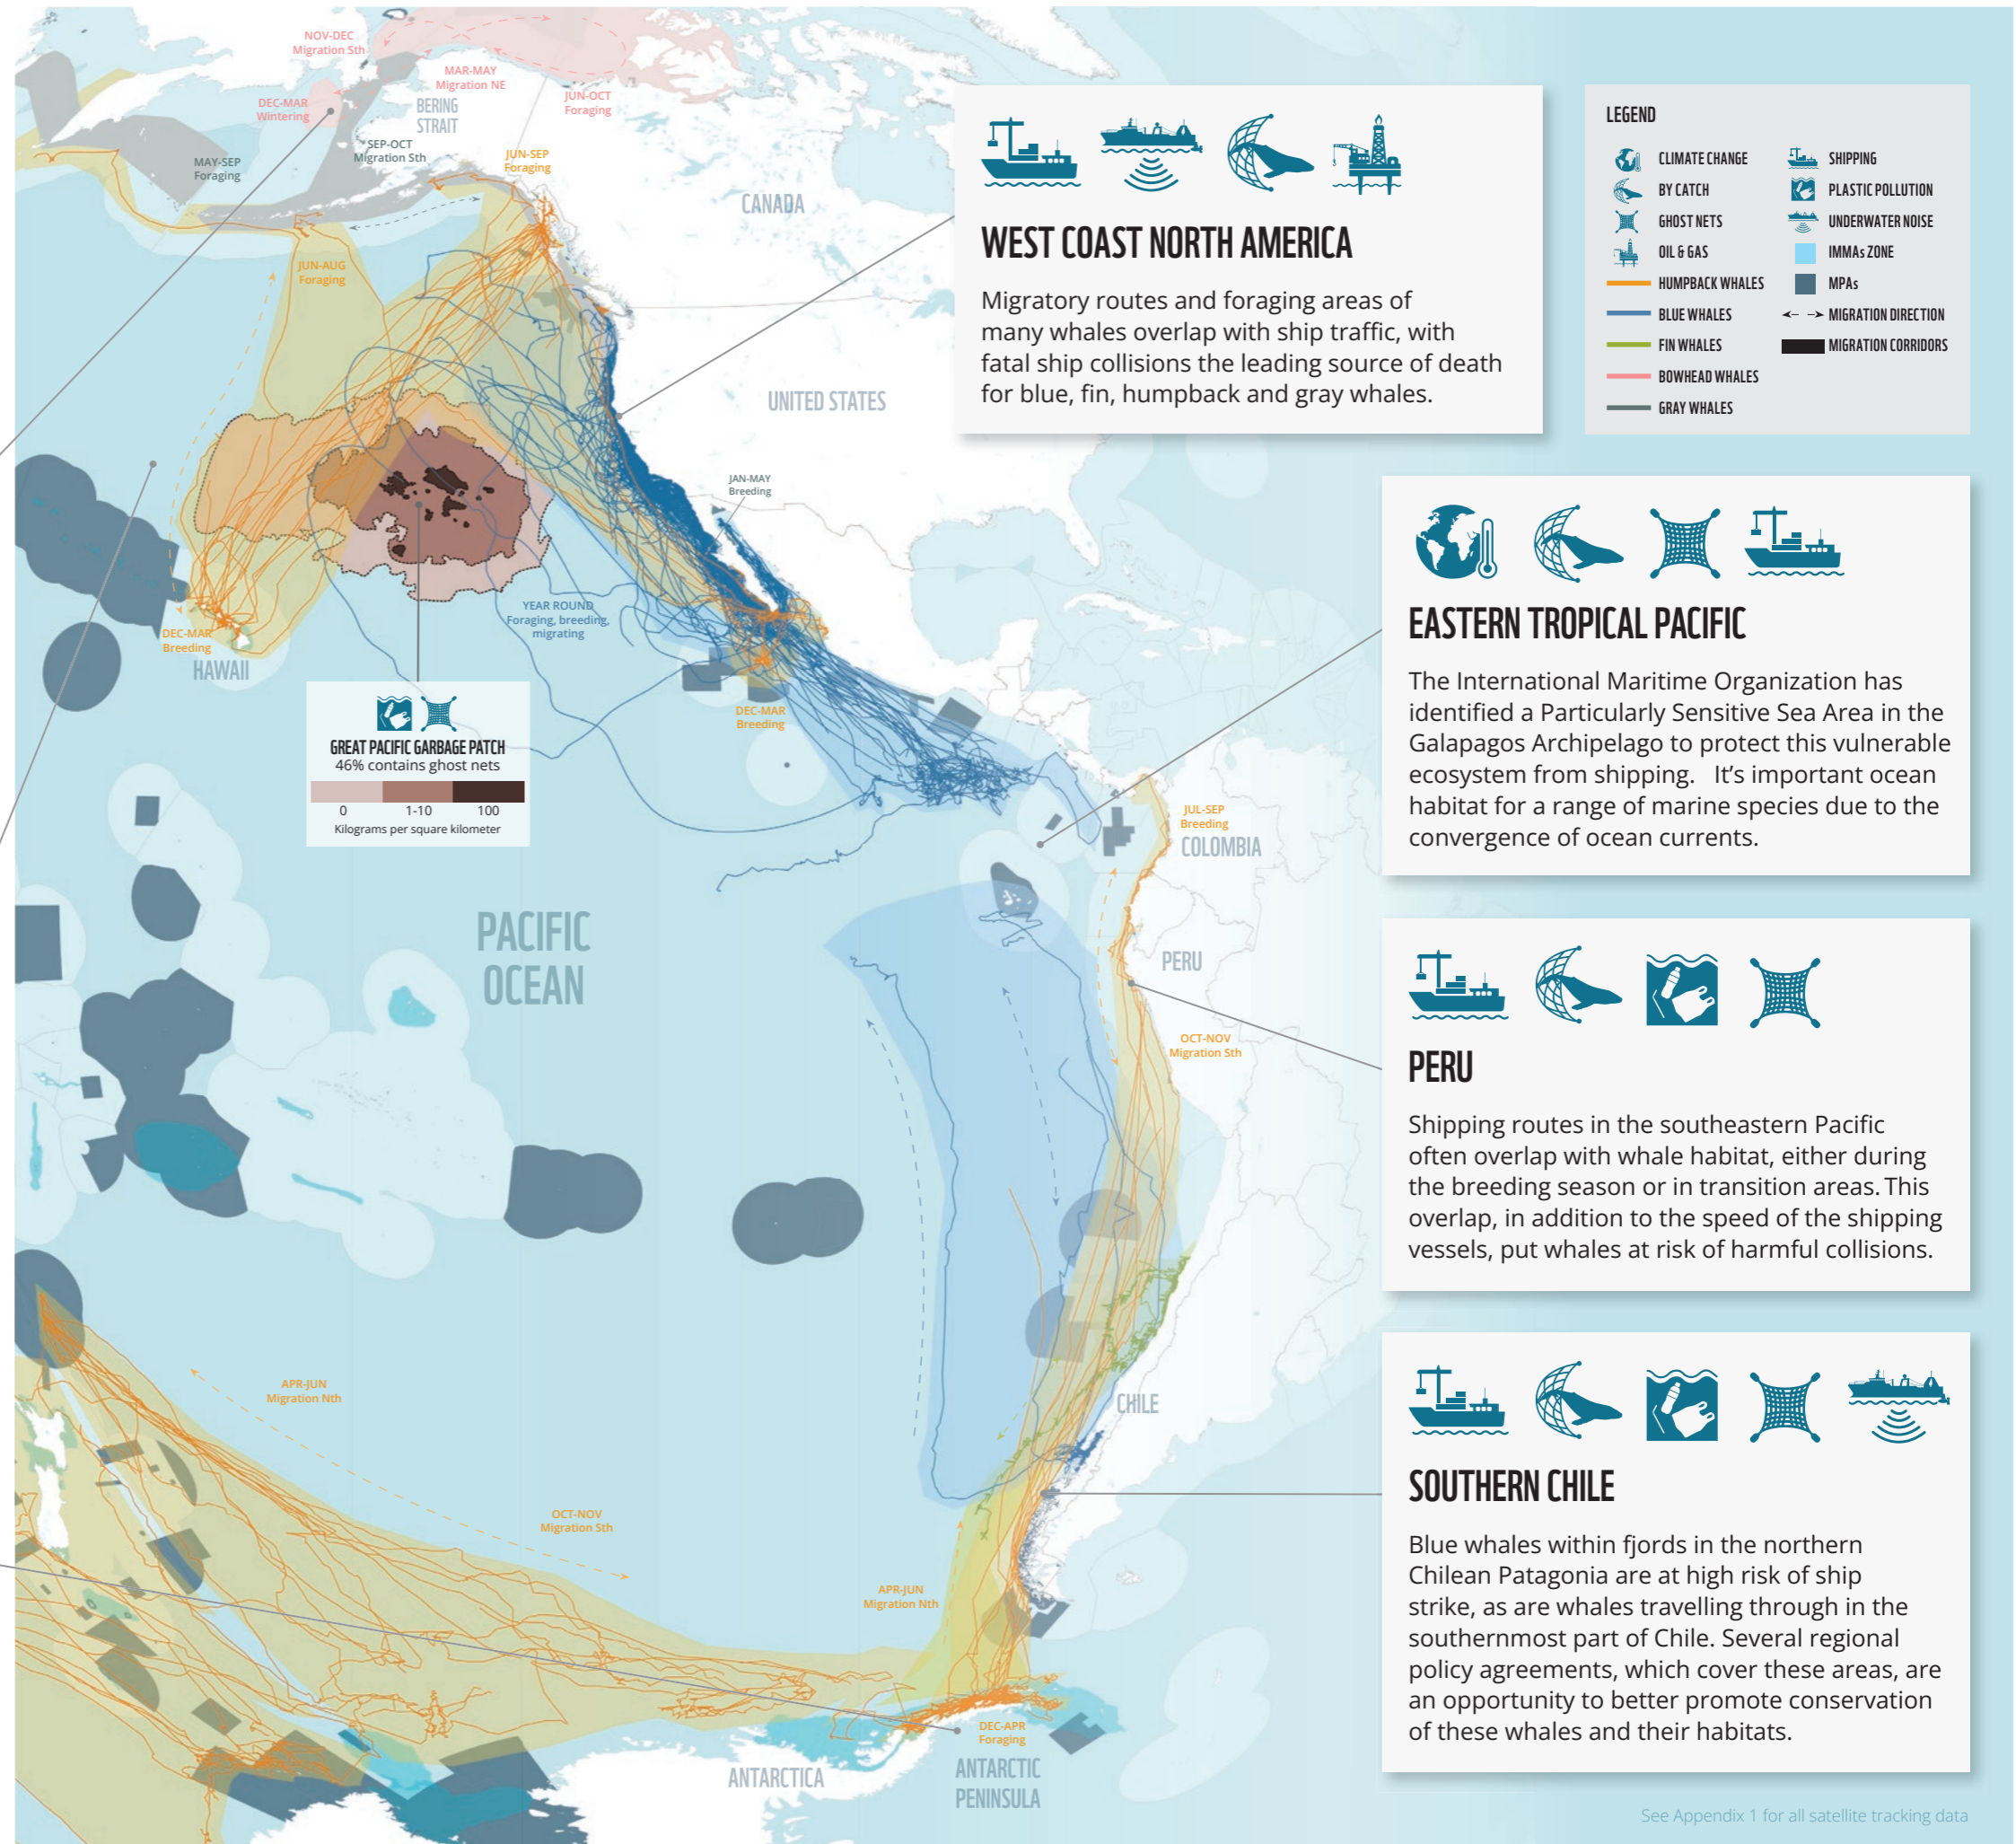 NOV-DEC
Migration Sth
MAR-MAY
Migration NE
DEC-MAR
Wintering
BERING
STRAIT
JUN-OCT
Foraging
SEP-OCT
Migration Sth
MAY-SEP
Foraging
JUN-SEP
Foraging
CANADA
JUN-AUG
Foraging
UNITED STATES
JAN-MAY
Breeding
YEAR ROUND
Foraging, breeding,
migrating
DEC-MAR
Breeding
HAWAII
DEC-MAR
Breeding
GREAT PACIFIC GARBAGE PATCH
46% contains ghost nets
0 1-10 100
Kilograms per square kilometer
JUL-SEP
Breeding
COLOMBIA
PACIFIC
OCEAN
PERU
OCT-NOV
Migration Sth
APR-JUN
Migration Nth
CHILE
OCT-NOV
Migration Sth
APR-JUN
Migration Nth
DEC-APR
Foraging
ANTARCTICA
ANTARCTIC
PENINSULA
WEST COAST NORTH AMERICA
Migratory routes and foraging areas of
many whales overlap with ship traffic, with
fatal ship collisions the leading source of death
for blue, fin, humpback and gray whales.
LEGEND
CLIMATE CHANGE
BY CATCH
GHOST NETS
OIL & GAS
HUMPBACK WHALES
BLUE WHALES
FIN WHALES
BOWHEAD WHALES
GRAY WHALES
SHIPPING
PLASTIC POLLUTION
UNDERWATER NOISE
IMMAs ZONE
MPAs
MIGRATION DIRECTION
MIGRATION CORRIDORS
EASTERN TROPICAL PACIFIC
The International Maritime Organization has
identified a Particularly Sensitive Sea Area in the
Galapagos Archipelago to protect this vulnerable
ecosystem from shipping. It’s important ocean
habitat for a range of marine species due to the
convergence of ocean currents.
PERU
Shipping routes in the southeastern Pacific
often overlap with whale habitat, either during
the breeding season or in transition areas. This
overlap, in addition to the speed of the shipping
vessels, put whales at risk of harmful collisions.
SOUTHERN CHILE
Blue whales within fjords in the northern
Chilean Patagonia are at high risk of ship
strike, as are whales travelling through in the
southernmost part of Chile. Several regional
policy agreements, which cover these areas, are
an opportunity to better promote conservation
of these whales and their habitats.
See Appendix 1 for all satellite tracking data